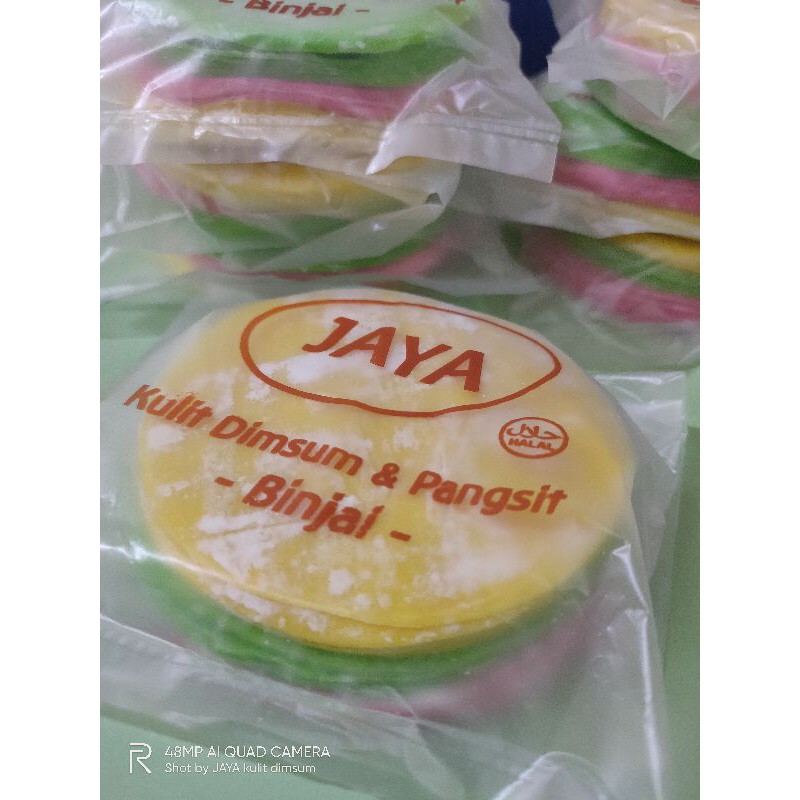 - Binjai -
JAYA
حلال
HALAL
Kulit Dimsum & Pangsit
- Binjai -
48MP AI QUAD CAMERA
Shot by JAYA kulit dimsum